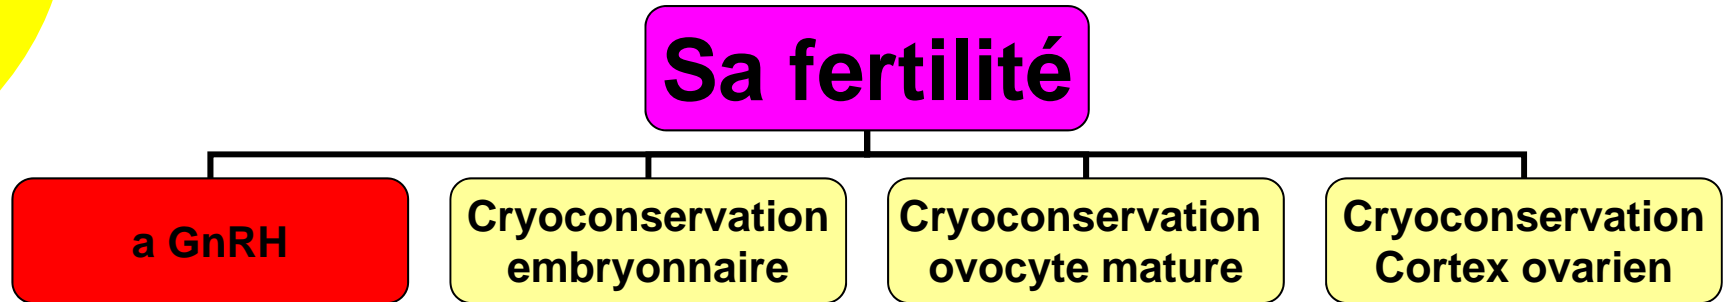 Sa fertilité
a GnRH
Cryoconservation
embryonnaire
Cryoconservation
ovocyte mature
Cryoconservation
Cortex ovarien